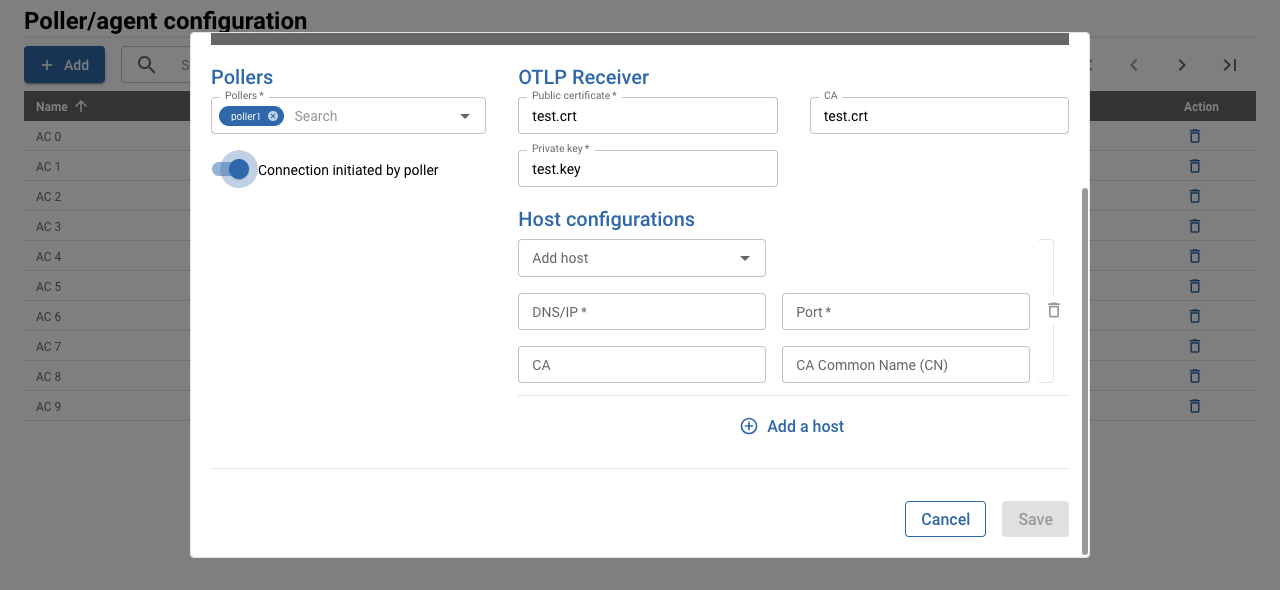 Poller/agent configuration
Add
S
Name
Action
AC 0
AC 1
AC 2
AC 3
AC 4
AC 5
AC 6
AC 7
AC 8
AC 9
Pollers
Pollers *
poller1
Search
Connection initiated by poller
OTLP Receiver
Public certificate *
test.crt
CA
test.crt
Private key *
test.key
Host configurations
Add host
DNS/IP *
Port *
CA
CA Common Name (CN)
Add a host
Cancel
Save